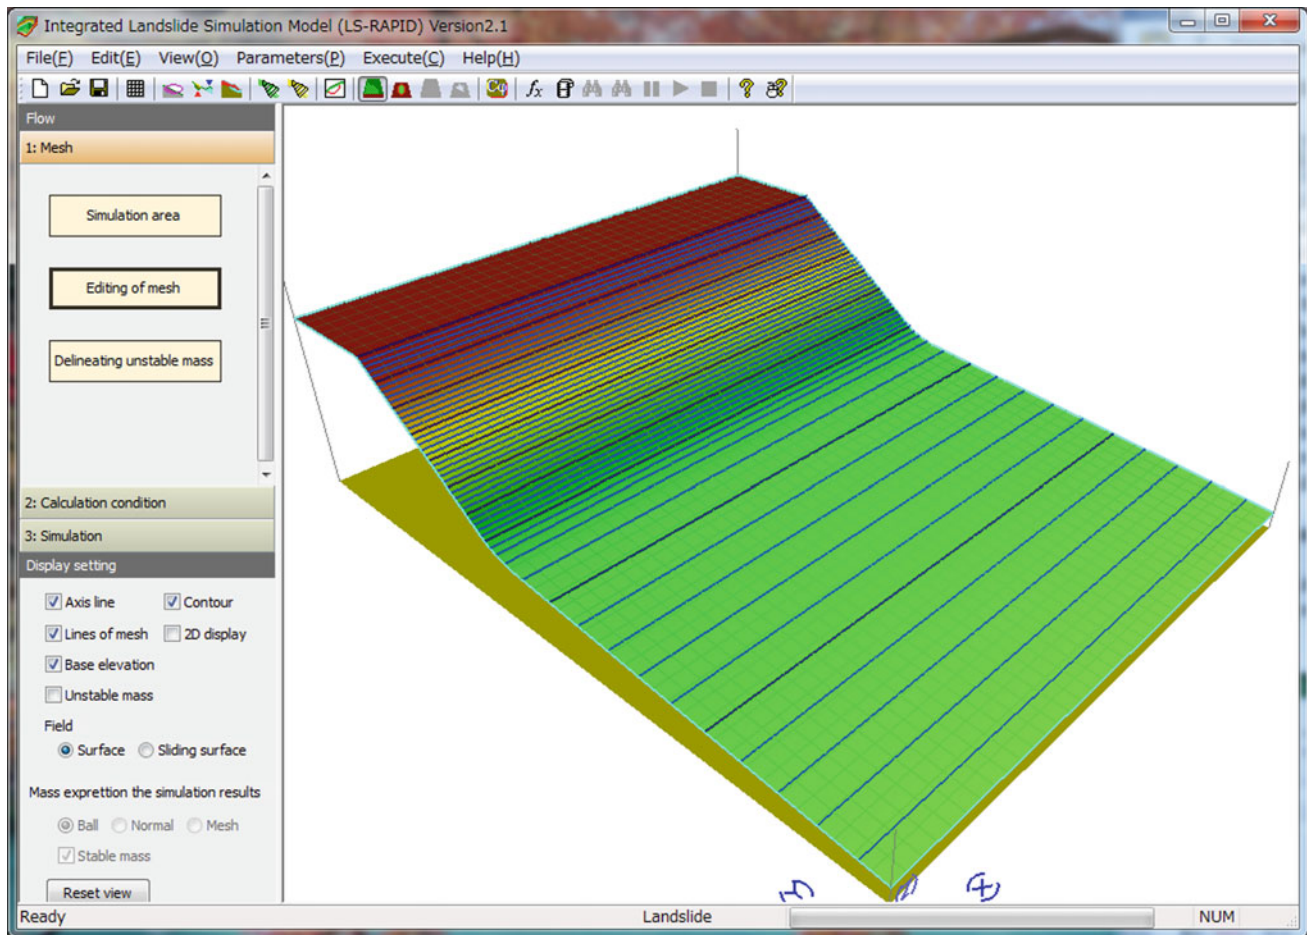 Integrated Landslide Simulation Model (LS-RAPID) Version2.1
File(F) Edit(E) View(O) Parameters(P) Execute(C) Help(H)
Flow
1: Mesh
Simulation area
Editing of mesh
Delineating unstable mass
2: Calculation condition
3: Simulation
Display setting
Axis line Contour
Lines of mesh 2D display
Base elevation
Unstable mass
Field
Surface Sliding surface
Mass exprettion the simulation results
Ball Normal Mesh
Stable mass
Reset view
Ready Landslide NUM